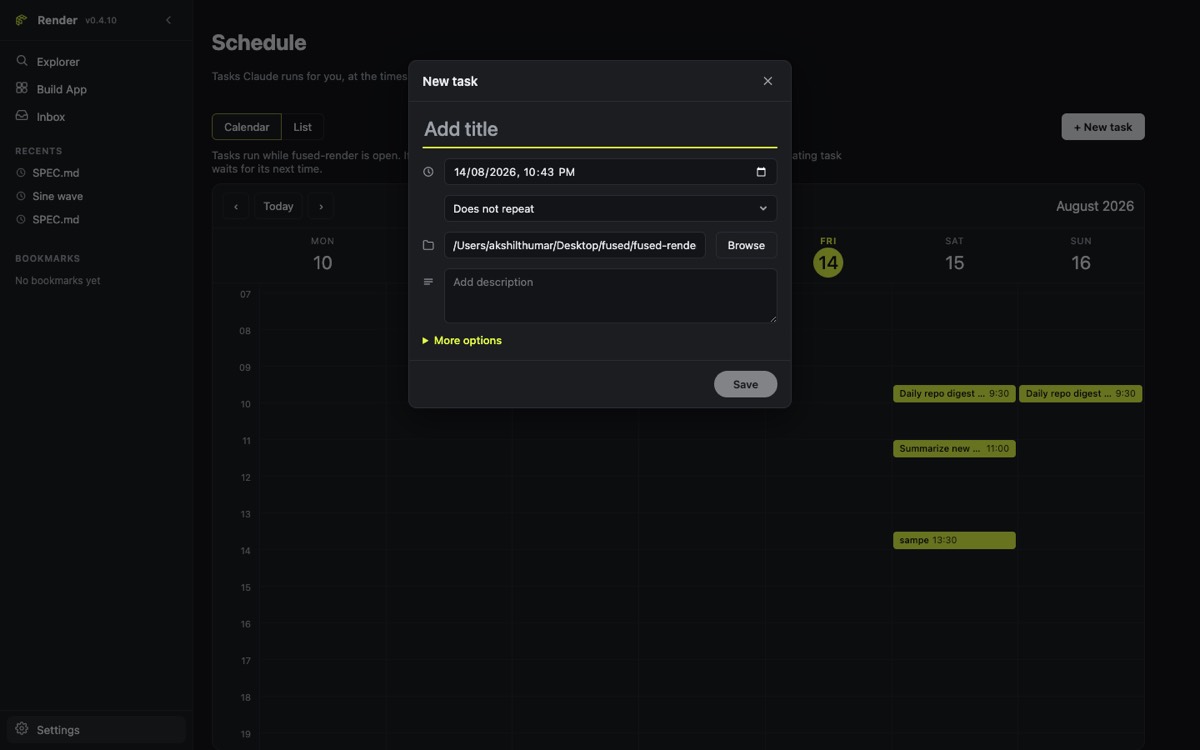 Render v0.4.10
Explorer
Build App
Inbox
RECENTS
SPEC.md
Sine wave
SPEC.md
BOOKMARKS
No bookmarks yet
Settings
Schedule
Tasks Claude runs for you, at the times
Calendar
List
+ New task
Tasks run while fused-render is open. If
ating task
waits for its next time.
Today
August 2026
MON
10
FRI
14
SAT
15
SUN
16
07
08
09
10
11
12
13
14
15
16
17
18
19
Daily repo digest ... 9:30
Daily repo digest ... 9:30
Summarize new ... 11:00
sampe 13:30
New task
Add title
14/08/2026, 10:43 PM
Does not repeat
/Users/akshilthumar/Desktop/fused/fused-rende
Browse
Add description
More options
Save